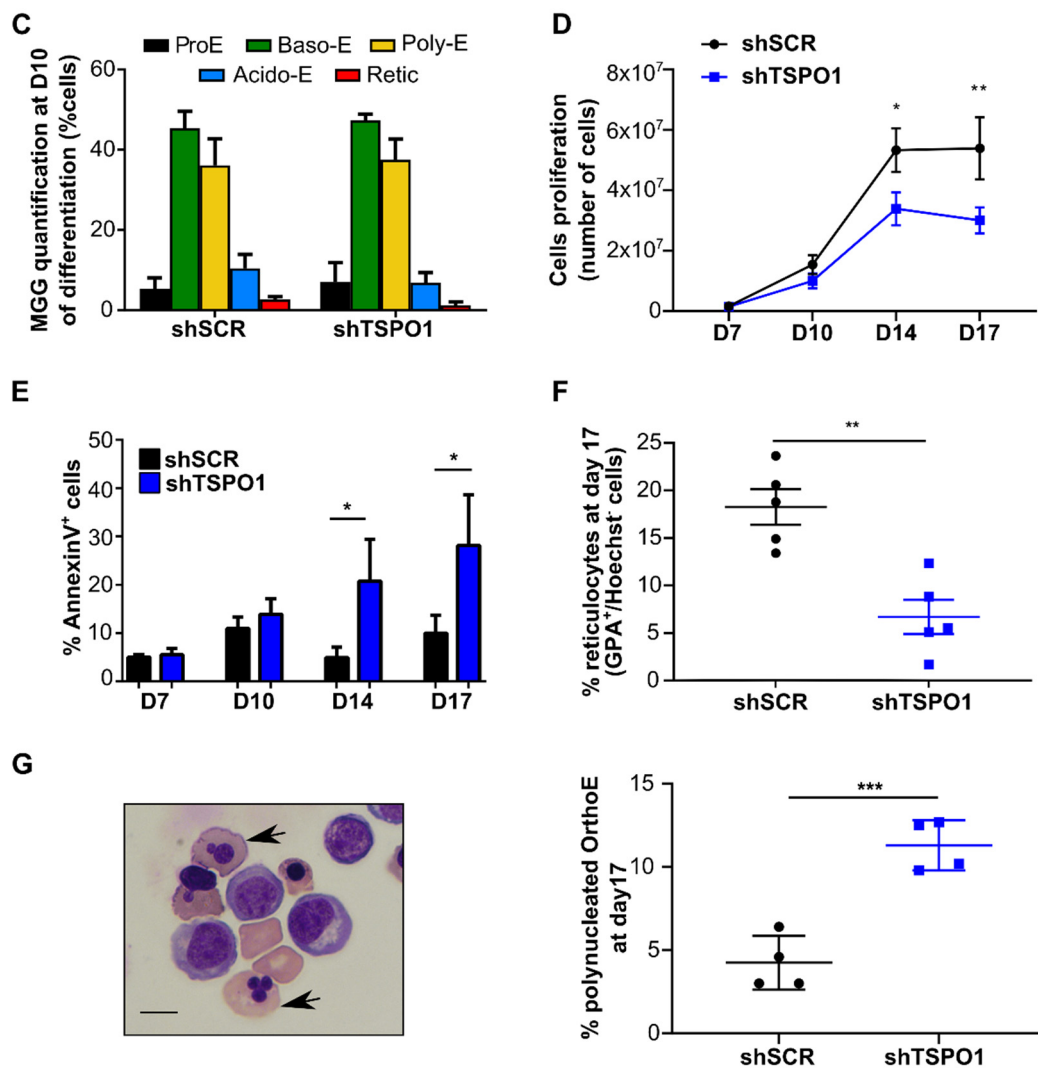 C
ProE Baso-E Poly-E
Acido-E Retic
MGG quantification at D10
of differentiation (%cells)
60
40
20
0
shSCR shTSPO1
D
shSCR
shTSPO1
Cells proliferation
(number of cells)
8x10⁷
6x10⁷
4x10⁷
2x10⁷
0
* **
D7 D10 D14 D17
E
shSCR
shTSPO1
% AnnexinV⁺ cells
50
40
30
20
10
0
* *
D7 D10 D14 D17
F
% reticulocytes at day 17
(GPA⁺/Hoechst⁻ cells)
25
20
15
10
5
0
**
shSCR shTSPO1
G
% polynucleated OrthoE
at day17
15
10
5
0
***
shSCR shTSPO1